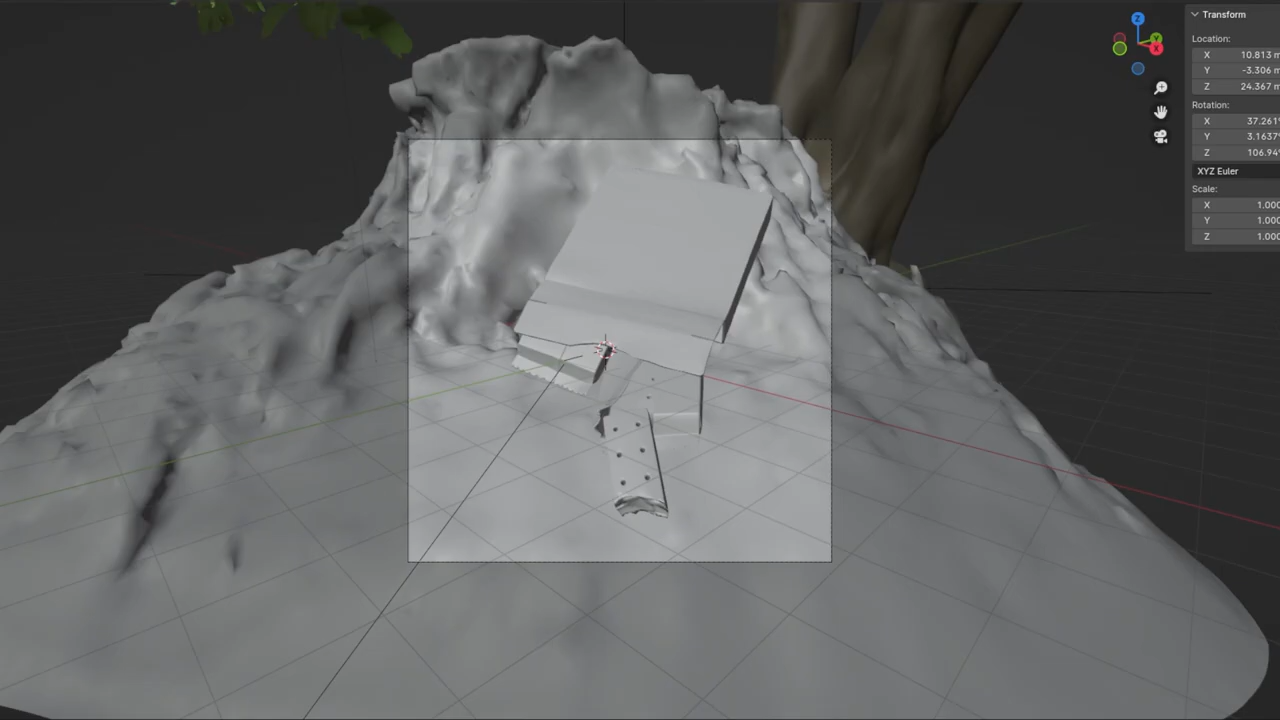 Transform
Location:
X 10.813 m
Y -3.306 m
Z 24.367 m
Rotation:
X 37.261°
Y 3.1637°
Z 106.94°
XYZ Euler
Scale:
X 1.000
Y 1.000
Z 1.000
Z
Y
X